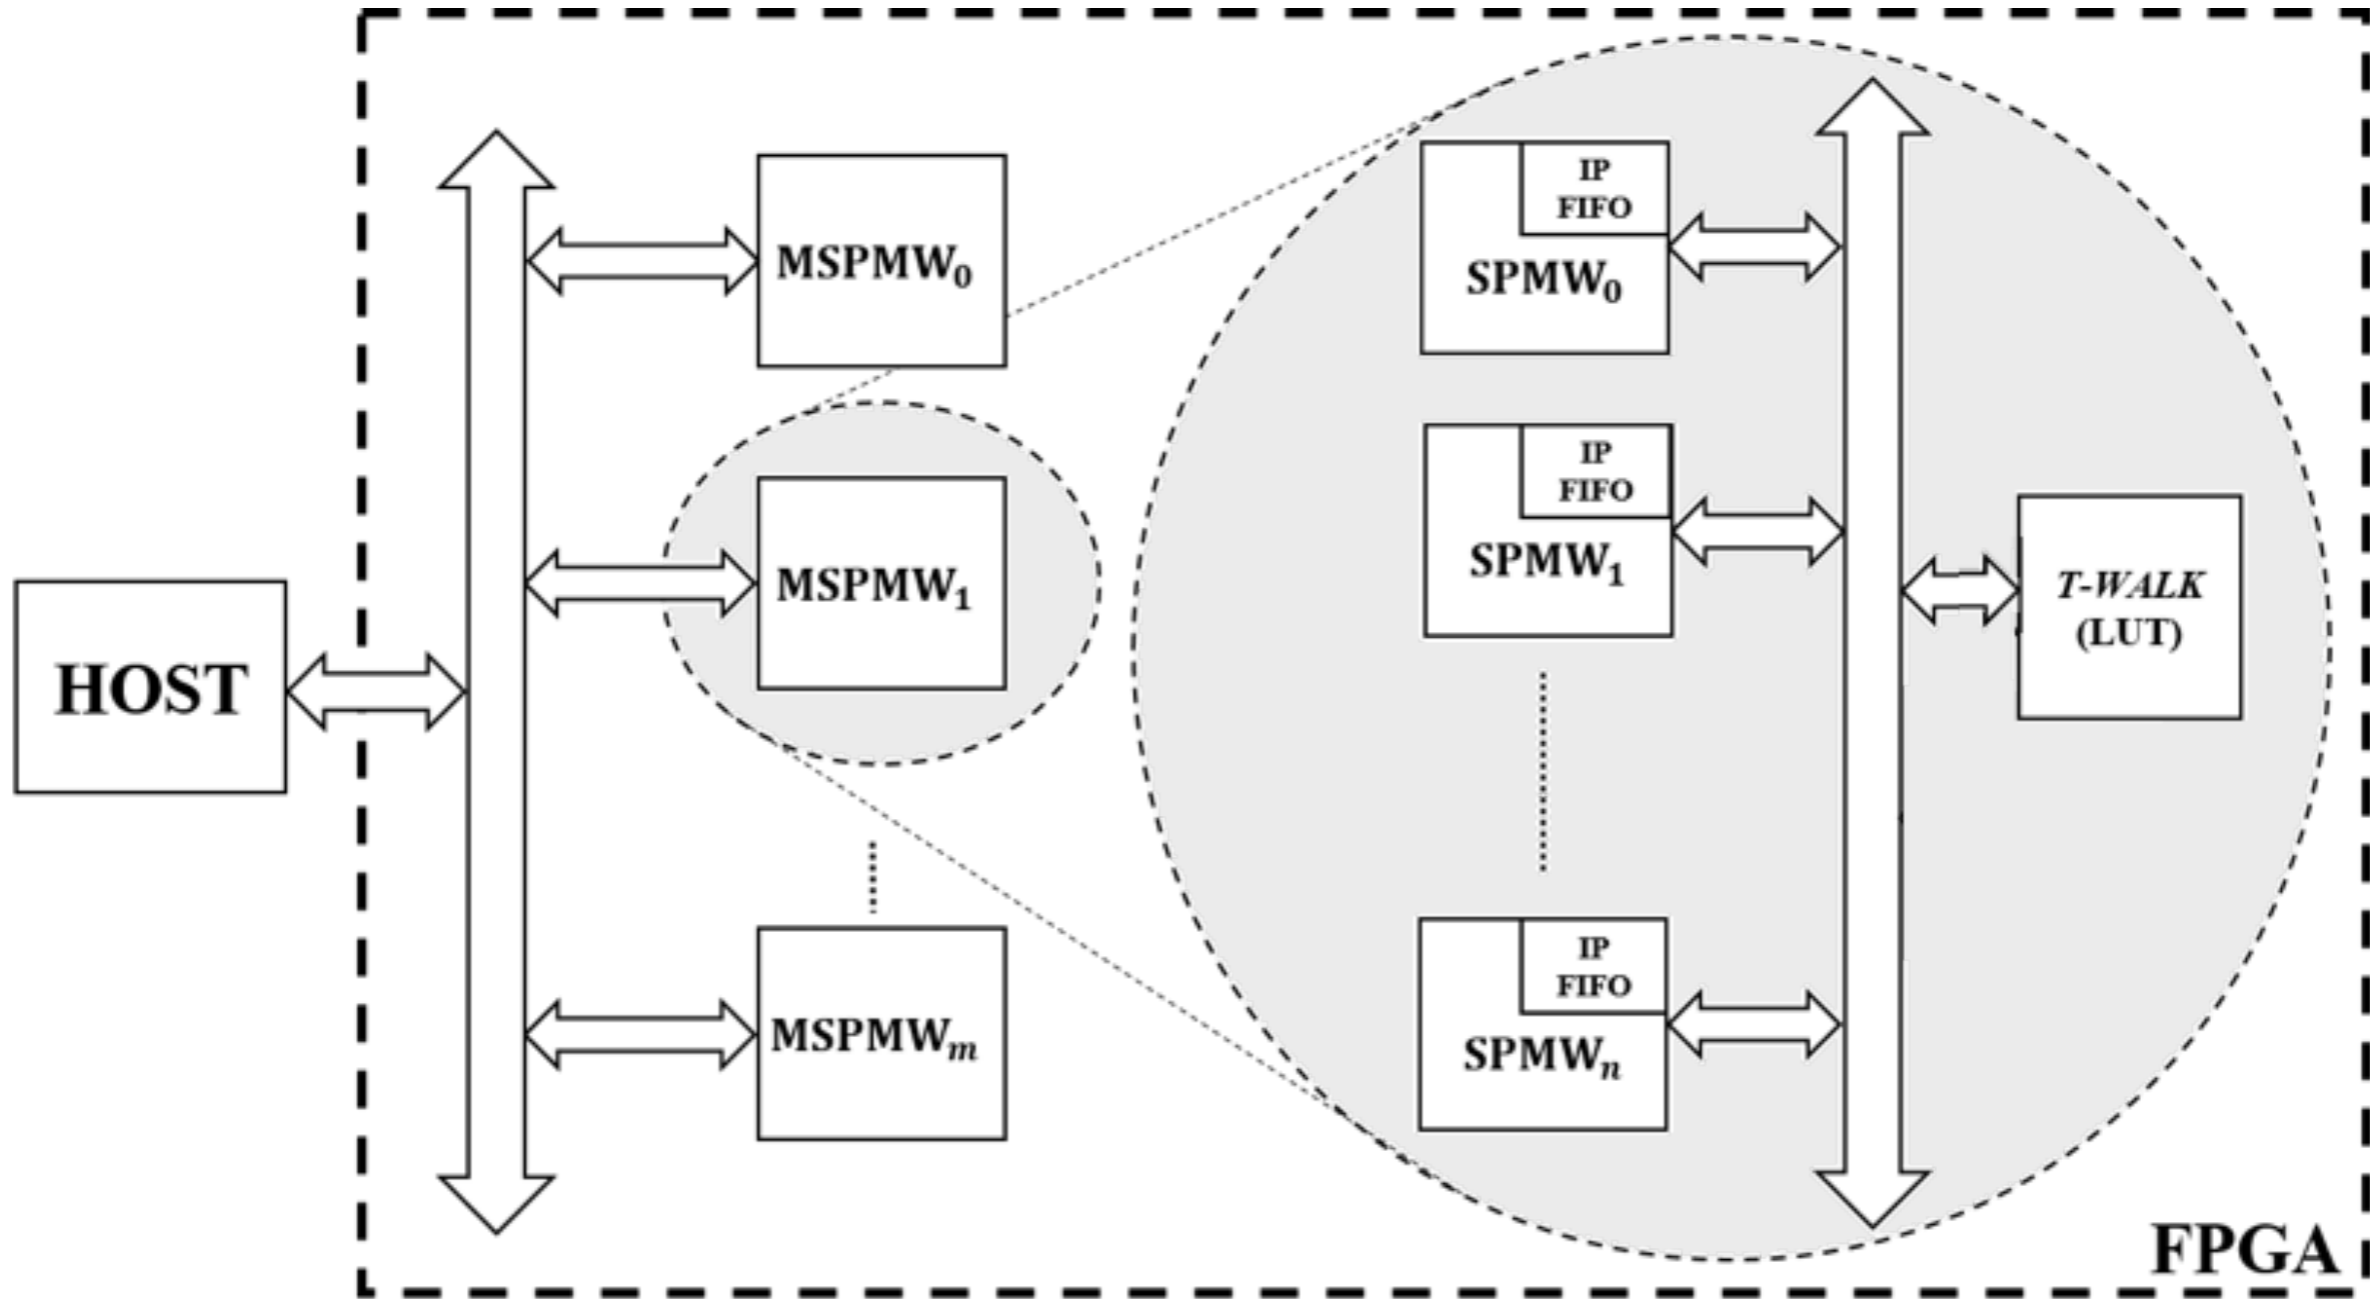 HOST
MSPMW₀
MSPMW₁
MSPMWₘ
IP
FIFO
SPMW₀
IP
FIFO
SPMW₁
IP
FIFO
SPMWₙ
T-WALK
(LUT)
FPGA